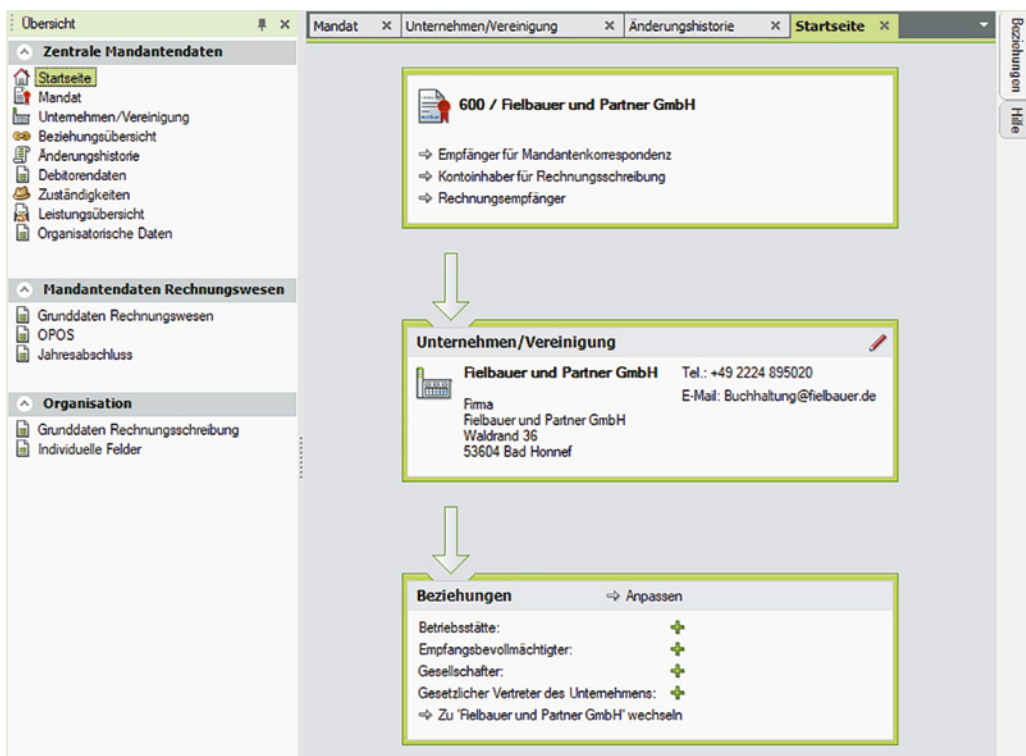 Übersicht
Zentrale Mandantendaten
Startseite
Mandat
Unternehmen/Vereinigung
Beziehungsübersicht
Änderungshistorie
Debitorendaten
Zuständigkeiten
Leistungsübersicht
Organisatorische Daten
Mandantendaten Rechnungswesen
Grunddaten Rechnungswesen
OPOS
Jahresabschluss
Organisation
Grunddaten Rechnungsschreibung
Individuelle Felder
Mandat
Unternehmen/Vereinigung
Änderungshistorie
Startseite
600 / Fielbauer und Partner GmbH
Empfänger für Mandantenkorrespondenz
Kontoinhaber für Rechnungsschreibung
Rechnungsempfänger
Unternehmen/Vereinigung
Fielbauer und Partner GmbH
Firma
Fielbauer und Partner GmbH
Waldrand 36
53604 Bad Honnef
Tel.: +49 2224 895020
E-Mail: Buchhaltung@fielbauer.de
Beziehungen
Anpassen
Betriebsstätte:
Empfangsbevollmächtigter:
Gesellschafter:
Gesetzlicher Vertreter des Unternehmens:
Zu 'Fielbauer und Partner GmbH' wechseln
Beziehungen
Hilfe